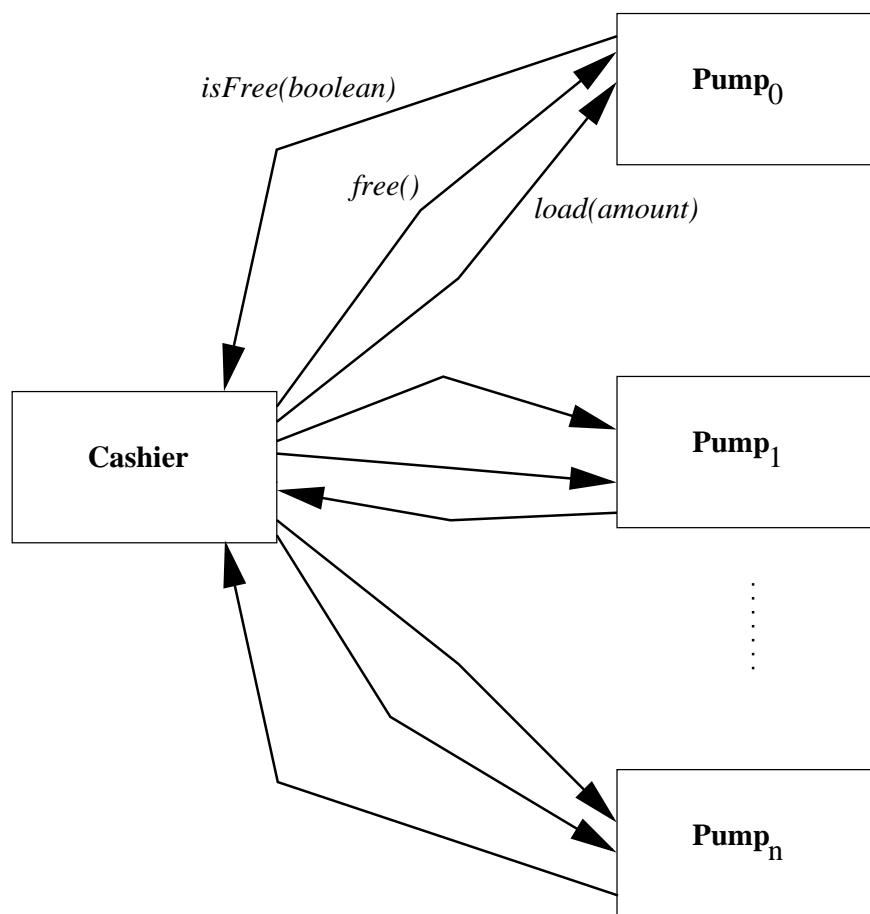 Pump0
isFree(boolean)
free()
load(amount)
Pump1
Cashier
Pumpn